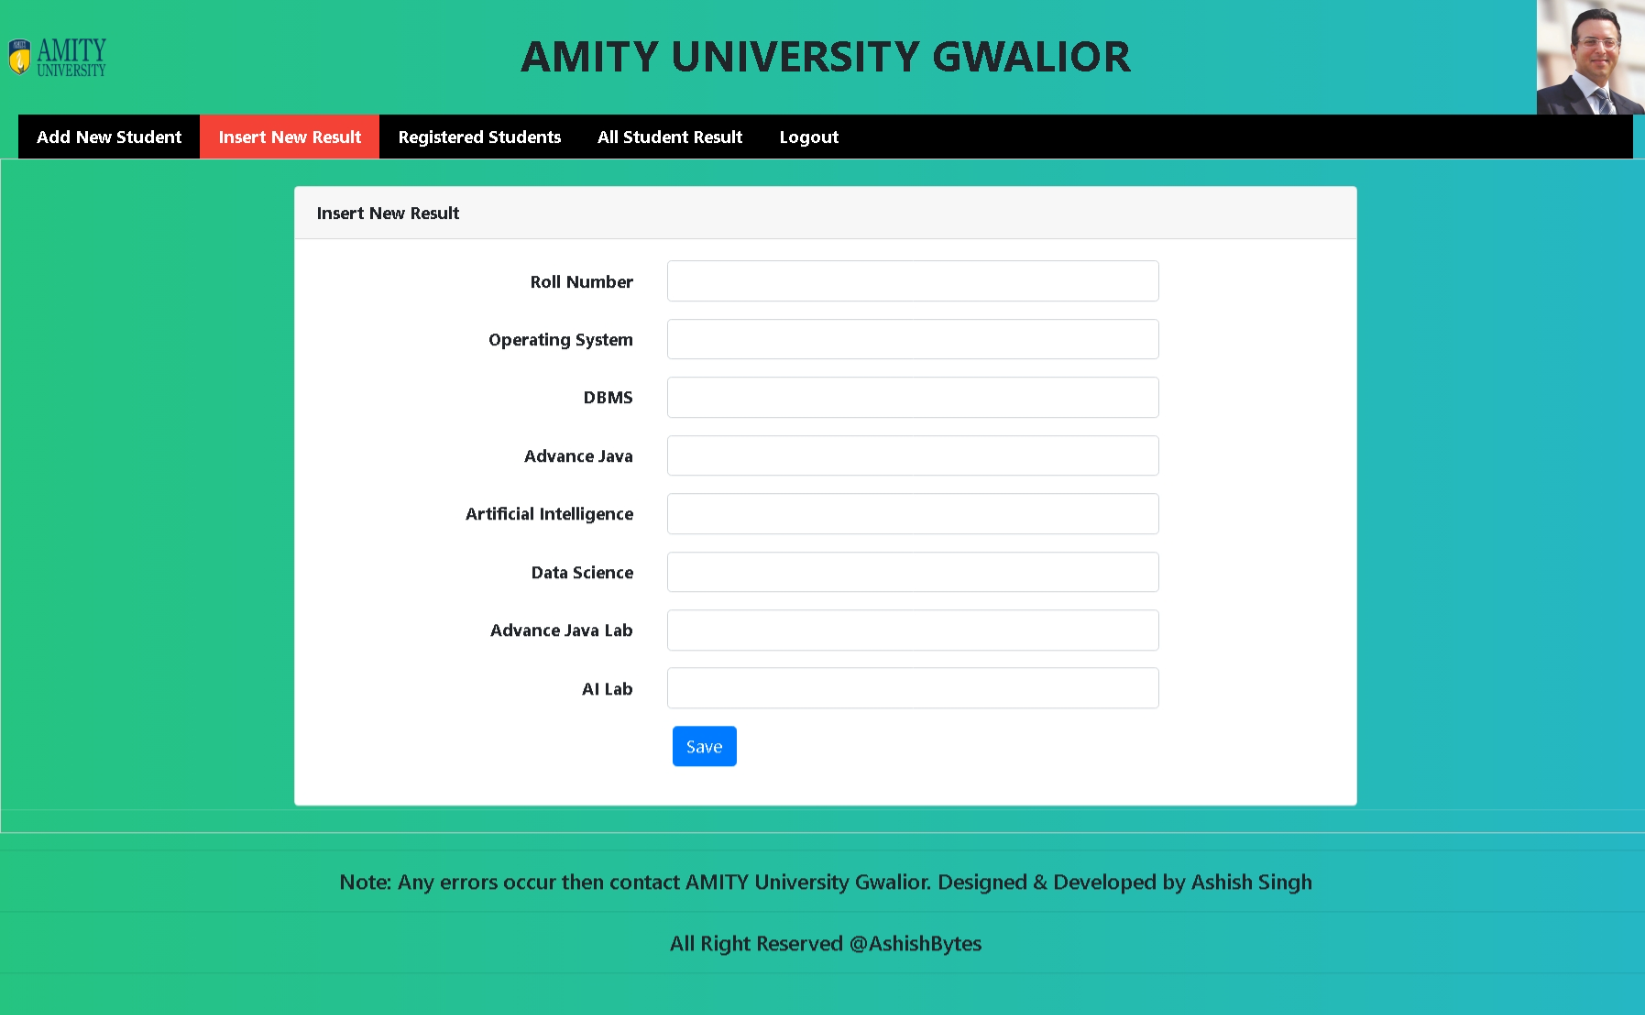 AMITY
UNIVERSITY
AMITY UNIVERSITY GWALIOR
Add New Student Insert New Result Registered Students All Student Result Logout
Insert New Result
Roll Number
Operating System
DBMS
Advance Java
Artificial Intelligence
Data Science
Advance Java Lab
AI Lab
Save
Note: Any errors occur then contact AMITY University Gwalior. Designed & Developed by Ashish Singh
All Right Reserved @AshishBytes